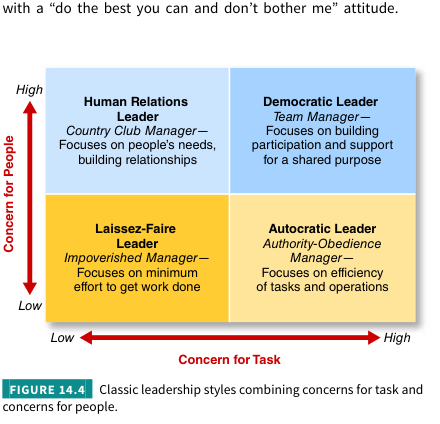 with a “do the best you can and don’t bother me” attitude.
High
Human Relations
Leader
Country Club Manager—
Focuses on people’s needs,
building relationships
Democratic Leader
Team Manager—
Focuses on building
participation and support
for a shared purpose
Concern for People
Laissez-Faire
Leader
Impoverished Manager—
Focuses on minimum
effort to get work done
Autocratic Leader
Authority-Obedience
Manager—
Focuses on efficiency
of tasks and operations
Low
Low
High
Concern for Task
FIGURE 14.4 Classic leadership styles combining concerns for task and
concerns for people.